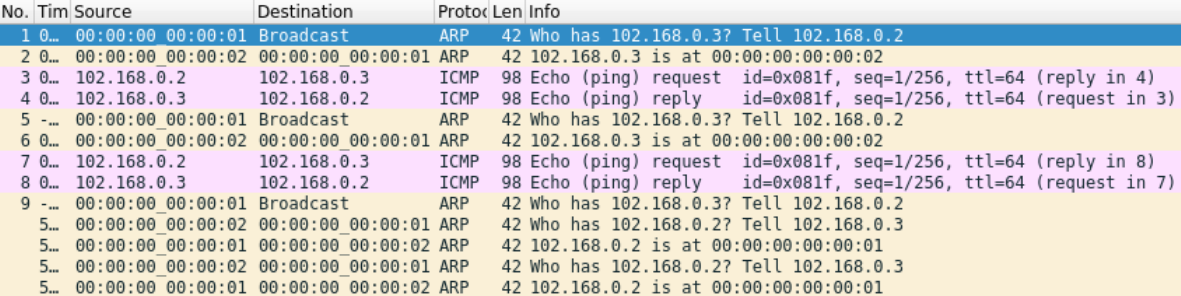 No. Tim Source Destination Protoc Len Info
1 0… 00:00:00_00:00:01 Broadcast ARP 42 Who has 102.168.0.3? Tell 102.168.0.2
2 0… 00:00:00_00:00:02 00:00:00_00:00:01 ARP 42 102.168.0.3 is at 00:00:00:00:00:02
3 0… 102.168.0.2 102.168.0.3 ICMP 98 Echo (ping) request id=0x081f, seq=1/256, ttl=64 (reply in 4)
4 0… 102.168.0.3 102.168.0.2 ICMP 98 Echo (ping) reply id=0x081f, seq=1/256, ttl=64 (request in 3)
5 -… 00:00:00_00:00:01 Broadcast ARP 42 Who has 102.168.0.3? Tell 102.168.0.2
6 0… 00:00:00_00:00:02 00:00:00_00:00:01 ARP 42 102.168.0.3 is at 00:00:00:00:00:02
7 0… 102.168.0.2 102.168.0.3 ICMP 98 Echo (ping) request id=0x081f, seq=1/256, ttl=64 (reply in 8)
8 0… 102.168.0.3 102.168.0.2 ICMP 98 Echo (ping) reply id=0x081f, seq=1/256, ttl=64 (request in 7)
9 -… 00:00:00_00:00:01 Broadcast ARP 42 Who has 102.168.0.3? Tell 102.168.0.2
5… 00:00:00_00:00:02 00:00:00_00:00:01 ARP 42 Who has 102.168.0.2? Tell 102.168.0.3
5… 00:00:00_00:00:01 00:00:00_00:00:02 ARP 42 102.168.0.2 is at 00:00:00:00:00:01
5… 00:00:00_00:00:02 00:00:00_00:00:01 ARP 42 Who has 102.168.0.2? Tell 102.168.0.3
5… 00:00:00_00:00:01 00:00:00_00:00:02 ARP 42 102.168.0.2 is at 00:00:00:00:00:01